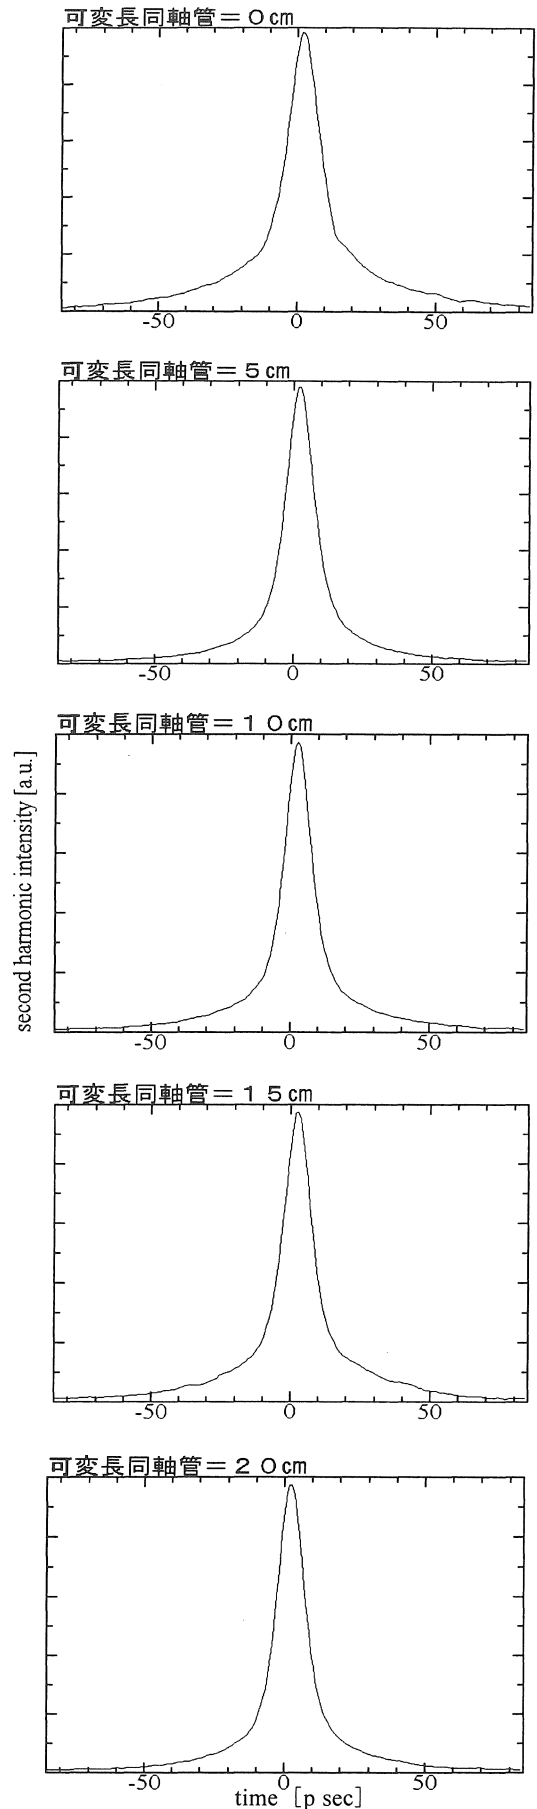 可変長同軸管＝０㎝
-50 0 50
可変長同軸管＝５㎝
-50 0 50
可変長同軸管＝１０㎝
-50 0 50
second harmonic intensity [a.u.]
可変長同軸管＝１５㎝
-50 0 50
可変長同軸管＝２０㎝
-50 0 50
time [p sec]